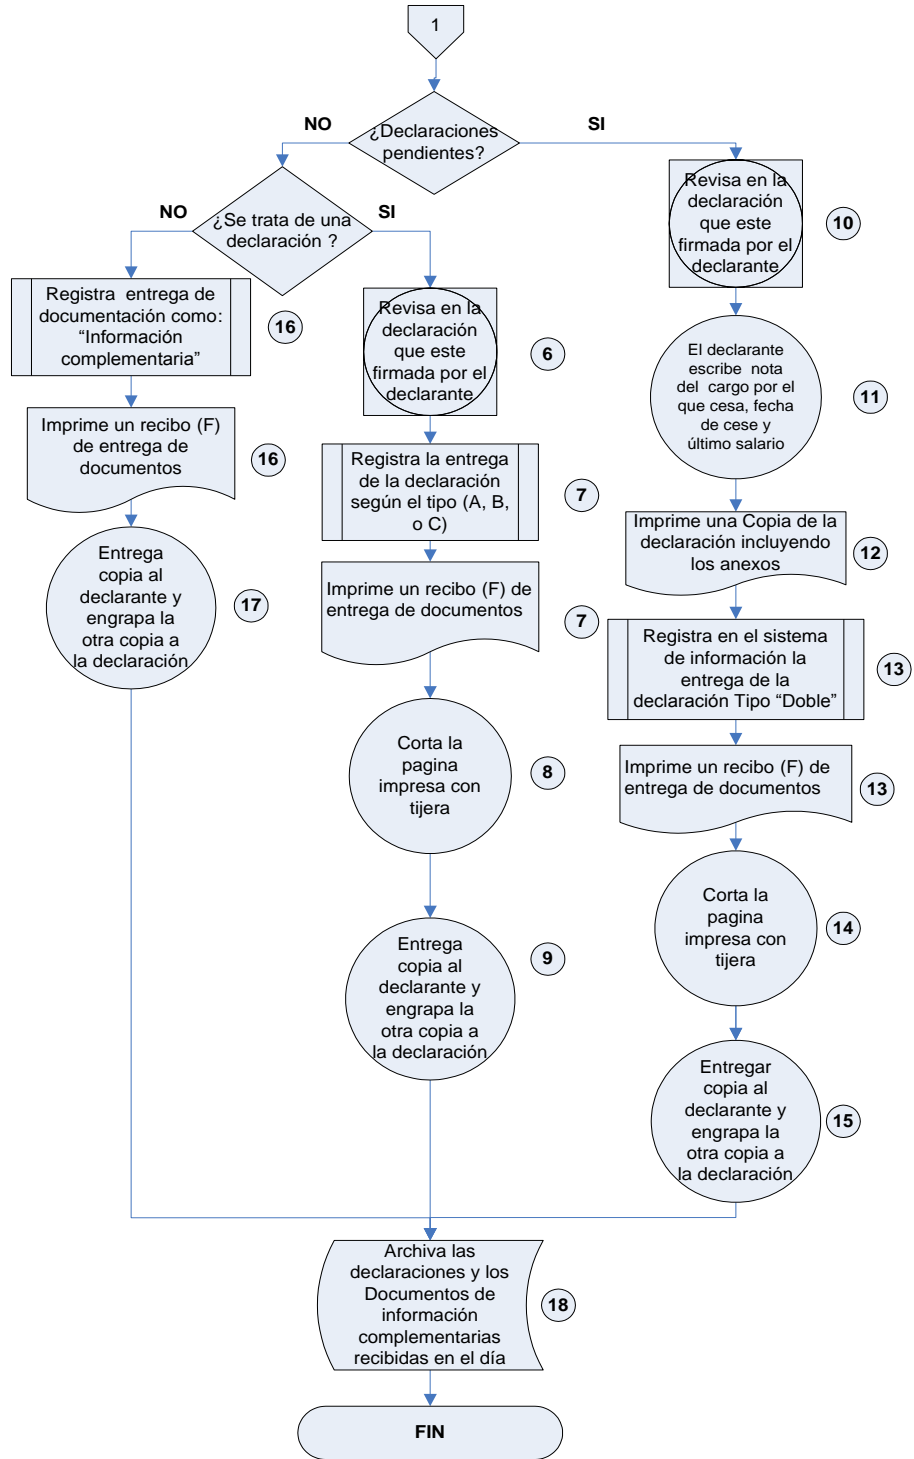 1
¿Declaraciones
pendientes?
NO
SI
¿Se trata de una
declaración ?
NO
SI
Registra entrega de
documentación como:
“Información
complementaria”
16
Imprime un recibo (F)
de entrega de
documentos
16
Entrega
copia al
declarante y
engrapa la
otra copia a
la declaración
17
Revisa en la
declaración
que este
firmada por el
declarante
6
Registra la entrega
de la declaración
según el tipo (A, B,
o C)
7
Imprime un recibo (F) de
entrega de documentos
7
Corta la
pagina
impresa con
tijera
8
Entrega
copia al
declarante y
engrapa la
otra copia a
la declaración
9
Revisa en la
declaración
que este
firmada por el
declarante
10
El declarante
escribe nota
del cargo por el
que cesa, fecha
de cese y
último salario
11
Imprime una Copia de la
declaración incluyendo
los anexos
12
Registra en el sistema
de información la
entrega de la
declaración Tipo “Doble”
13
Imprime un recibo (F) de
entrega de documentos
13
Corta la
pagina
impresa con
tijera
14
Entregar
copia al
declarante y
engrapa la
otra copia a
la declaración
15
Archiva las
declaraciones y los
Documentos de
información
complementarias
recibidas en el día
18
FIN